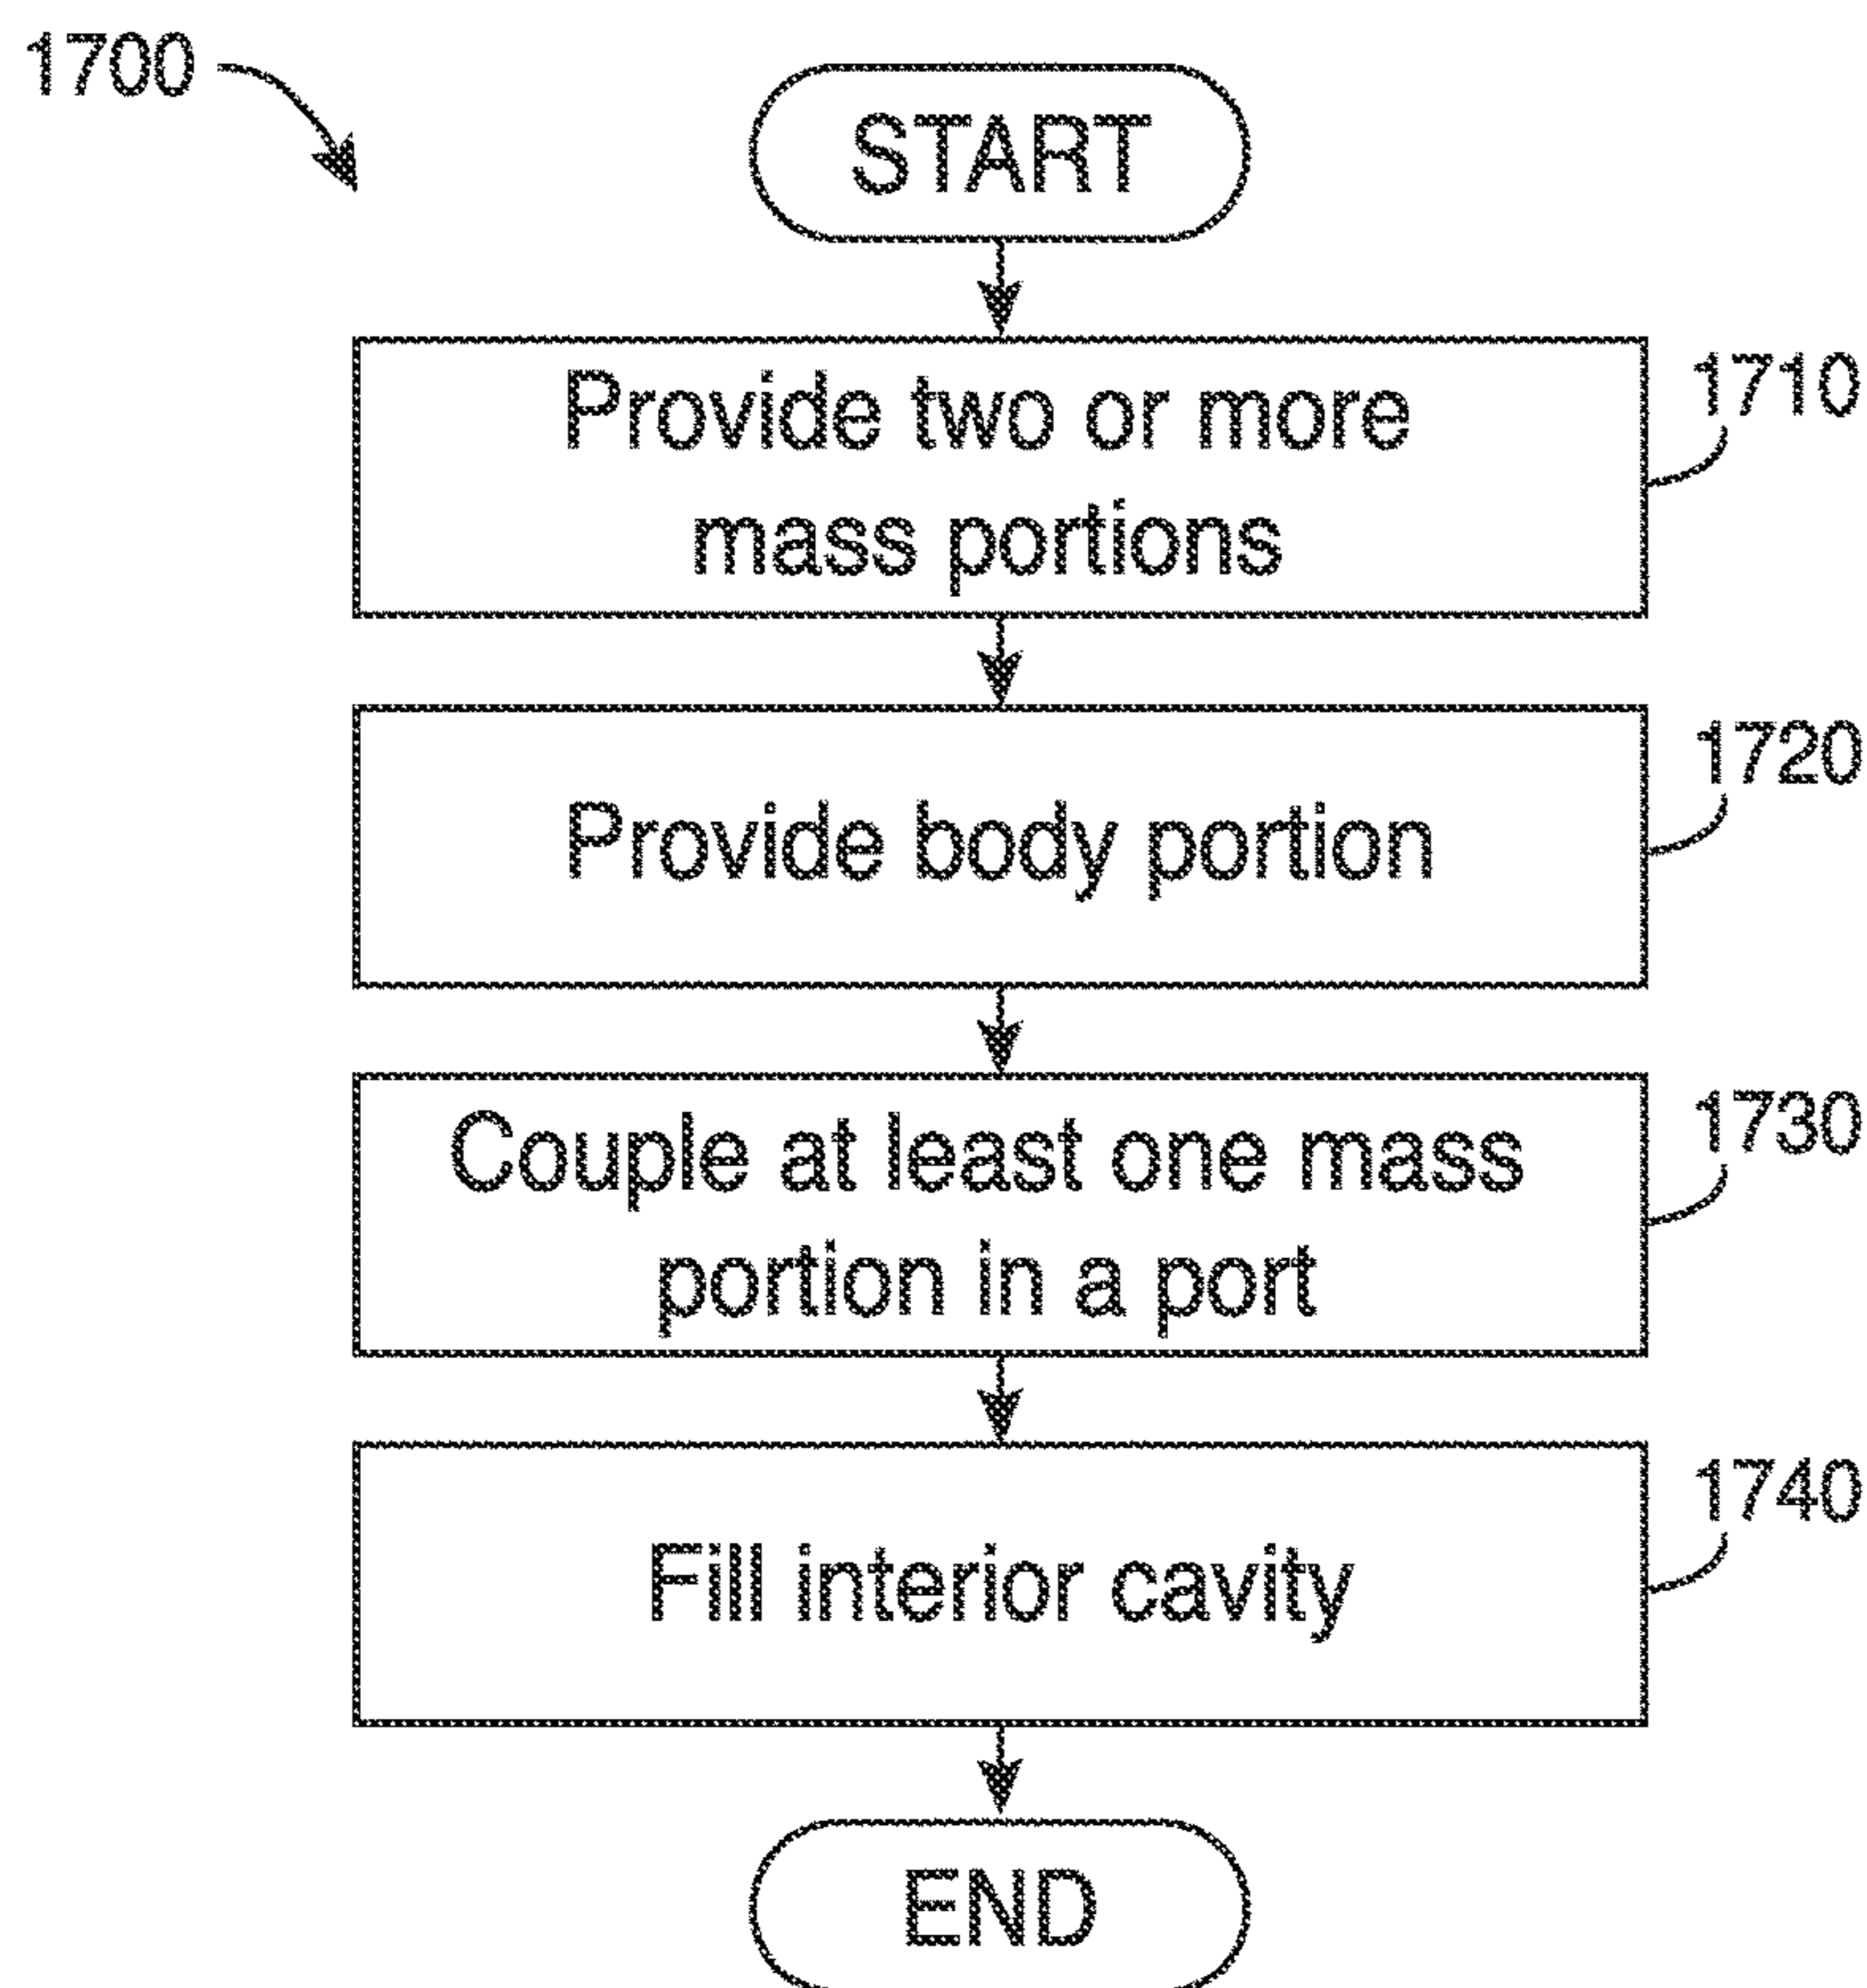 1700
START
Provide two or more
mass portions
1710
Provide body portion
1720
Couple at least one mass
portion in a port
1730
Fill interior cavity
1740
END